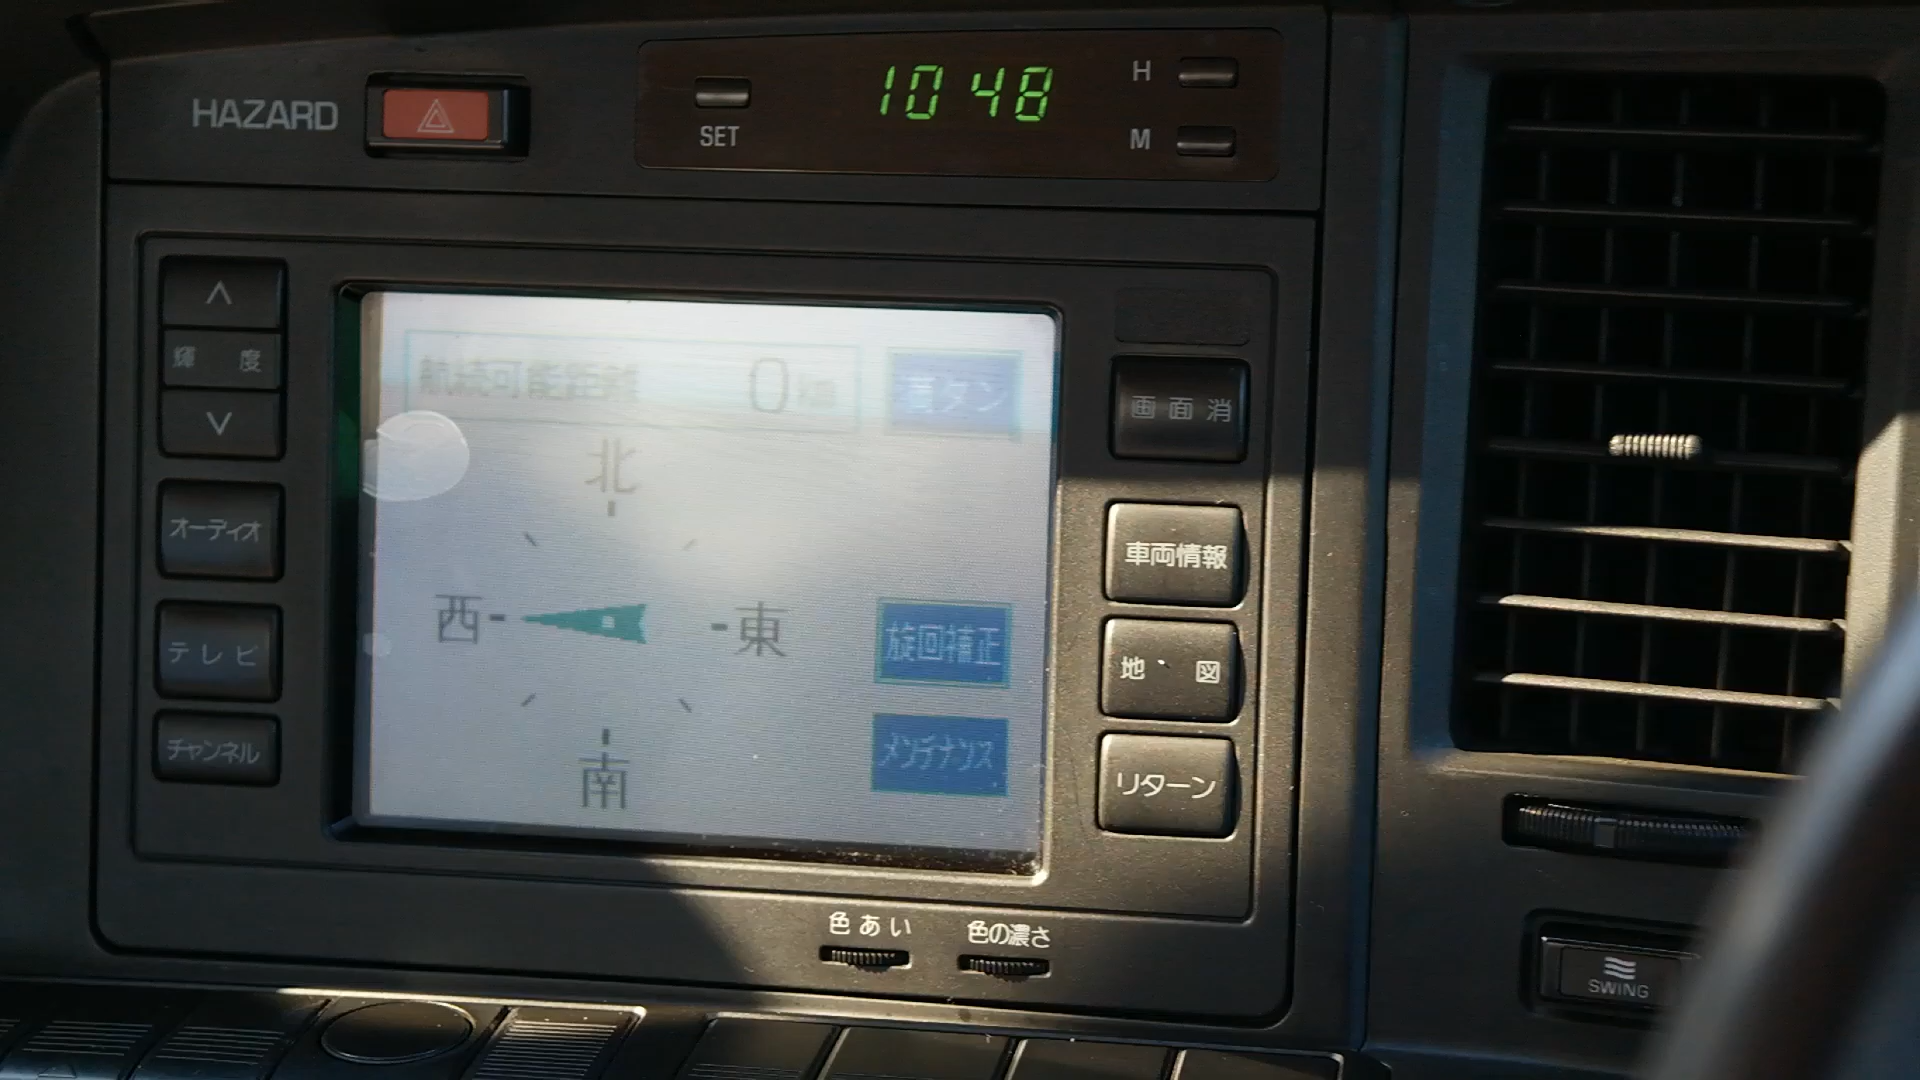 HAZARD
SET
10 48
H
M
輝 度
オーディオ
テレビ
チャンネル
航続可能距離 0km
北
西
東
南
旋回補正
メンテナンス
画面消
車両情報
地 図
リターン
色あい
色の濃さ
SWING